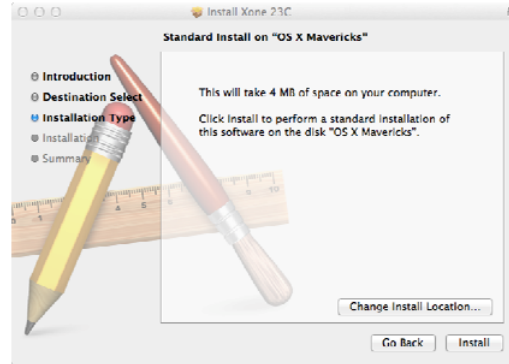 Install Xone 23C
Standard Install on "OS X Mavericks"
Introduction
Destination Select
Installation Type
Installation
Summary
This will take 4 MB of space on your computer.
Click Install to perform a standard installation of
this software on the disk "OS X Mavericks".
Change Install Location...
Go Back
Install